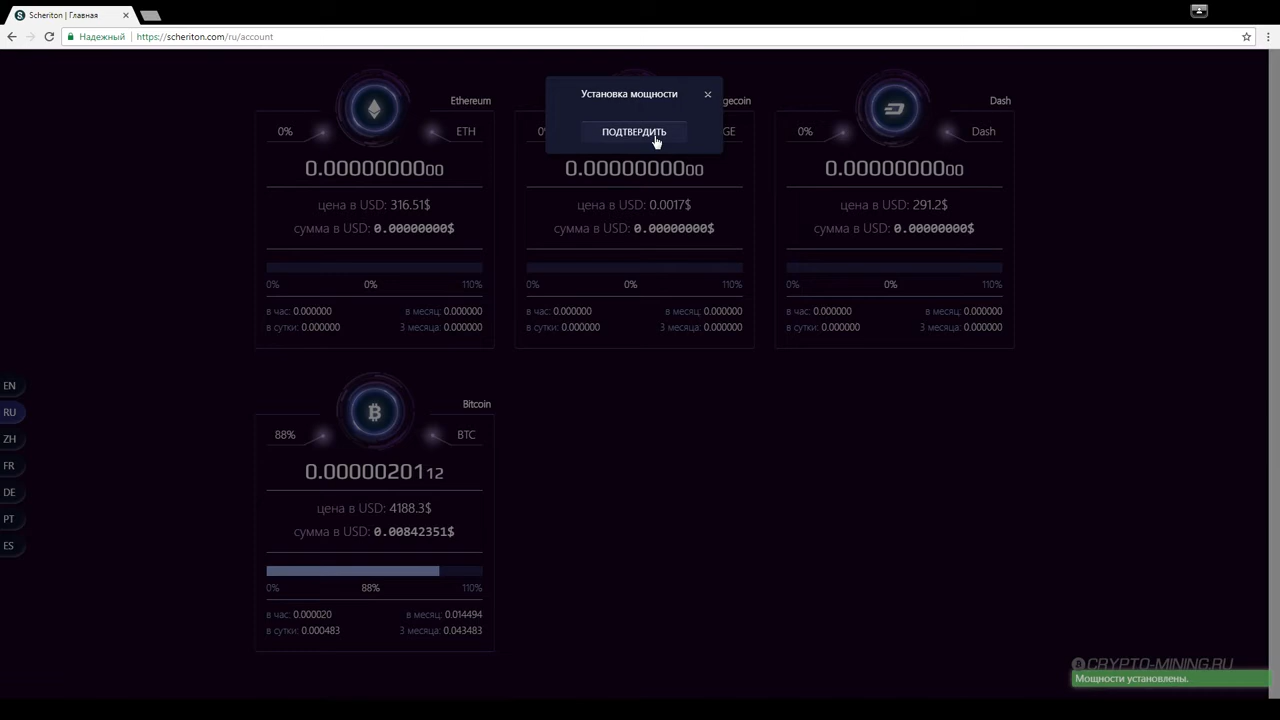 Scheriton | Главная
Надежный
https://scheriton.com/ru/account
Установка мощности
ПОДТВЕРДИТЬ
Ethereum
0%
ETH
0.0000000000
цена в USD: 316.51$
сумма в USD: 0.00000000$
0% 0% 110%
в час: 0.000000 в месяц: 0.000000
в сутки: 0.000000 3 месяца: 0.000000
gecoin
0%
GE
0.0000000000
цена в USD: 0.0017$
сумма в USD: 0.00000000$
0% 0% 110%
в час: 0.000000 в месяц: 0.000000
в сутки: 0.000000 3 месяца: 0.000000
Dash
0%
Dash
0.0000000000
цена в USD: 291.2$
сумма в USD: 0.00000000$
0% 0% 110%
в час: 0.000000 в месяц: 0.000000
в сутки: 0.000000 3 месяца: 0.000000
EN
RU
ZH
FR
DE
PT
ES
Bitcoin
88%
BTC
0.0000020112
цена в USD: 4188.3$
сумма в USD: 0.00842351$
0% 88% 110%
в час: 0.000020 в месяц: 0.014494
в сутки: 0.000483 3 месяца: 0.043483
CRYPTO-MINING.RU
Мощности установлены.